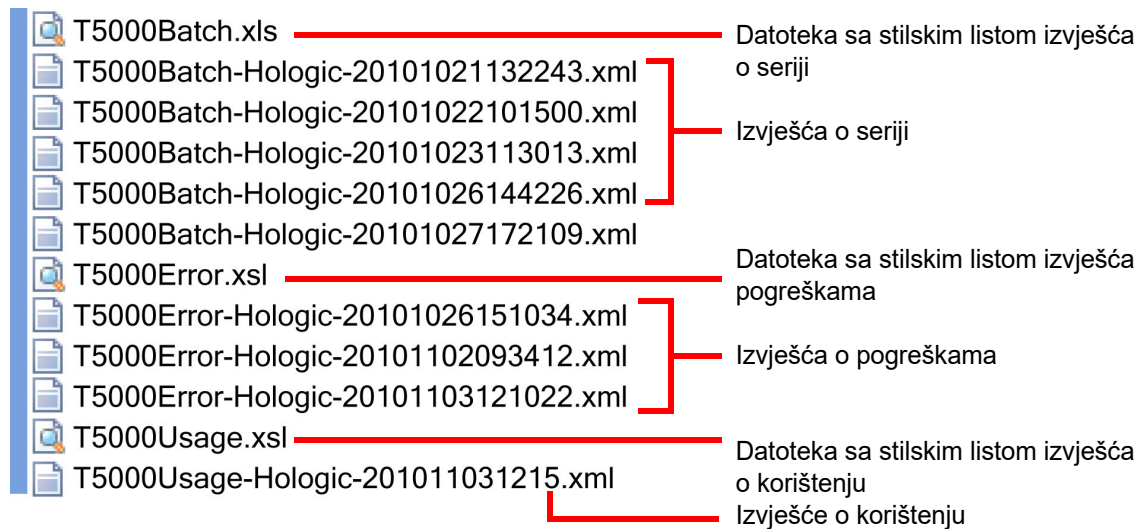 T5000Batch.xls
T5000Batch-Hologic-20101021132243.xml
T5000Batch-Hologic-20101022101500.xml
T5000Batch-Hologic-20101023113013.xml
T5000Batch-Hologic-20101026144226.xml
T5000Batch-Hologic-20101027172109.xml
T5000Error.xsl
T5000Error-Hologic-20101026151034.xml
T5000Error-Hologic-20101102093412.xml
T5000Error-Hologic-20101103121022.xml
T5000Usage.xsl
T5000Usage-Hologic-201011031215.xml
Datoteka sa stilskim listom izvješća
o seriji
Izvješća o seriji
Datoteka sa stilskim listom izvješća
pogreškama
Izvješća o pogreškama
Datoteka sa stilskim listom izvješća
o korištenju
Izvješće o korištenju